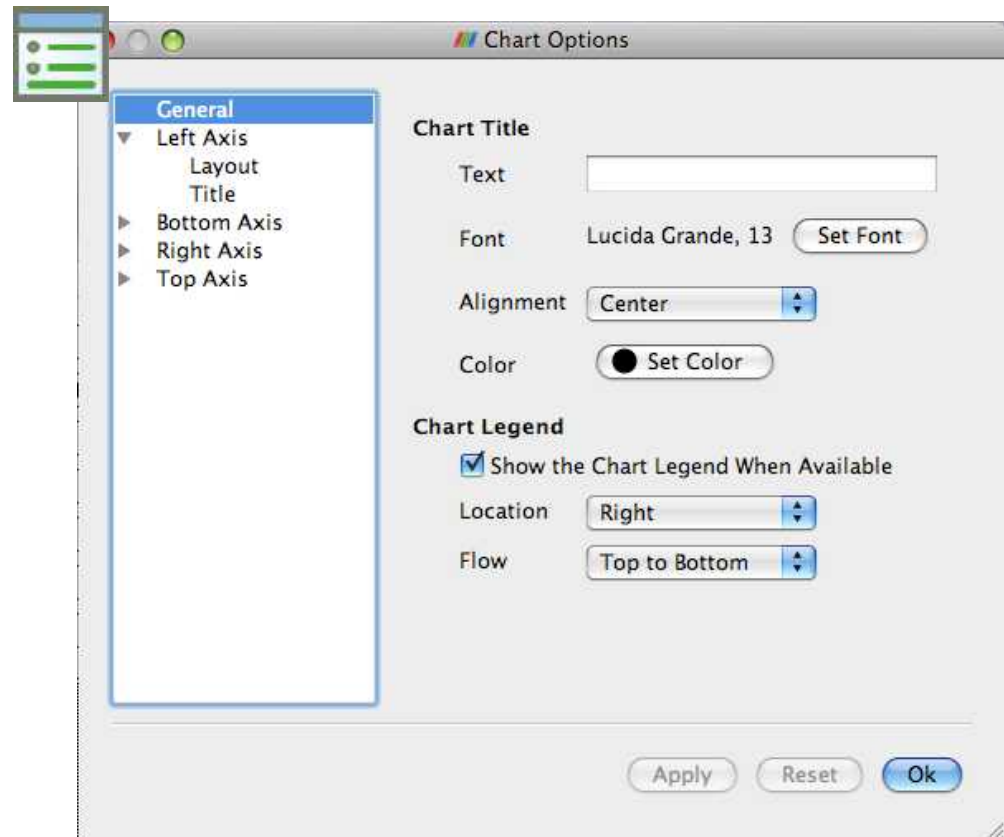 Chart Options
General
Left Axis
Layout
Title
Bottom Axis
Right Axis
Top Axis
Chart Title
Text
Font Lucida Grande, 13 Set Font
Alignment Center
Color Set Color
Chart Legend
Show the Chart Legend When Available
Location Right
Flow Top to Bottom
Apply Reset Ok